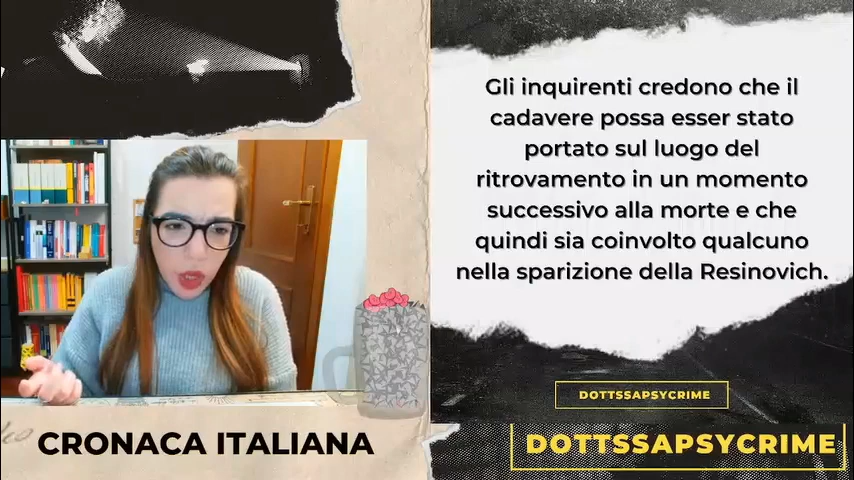 Gli inquirenti credono che il
cadavere possa esser stato
portato sul luogo del
ritrovamento in un momento
successivo alla morte e che
quindi sia coinvolto qualcuno
nella sparizione della Resinovich.
DOTTSSAPSYCRIME
CRONACA ITALIANA
DOTTSSAPSYCRIME